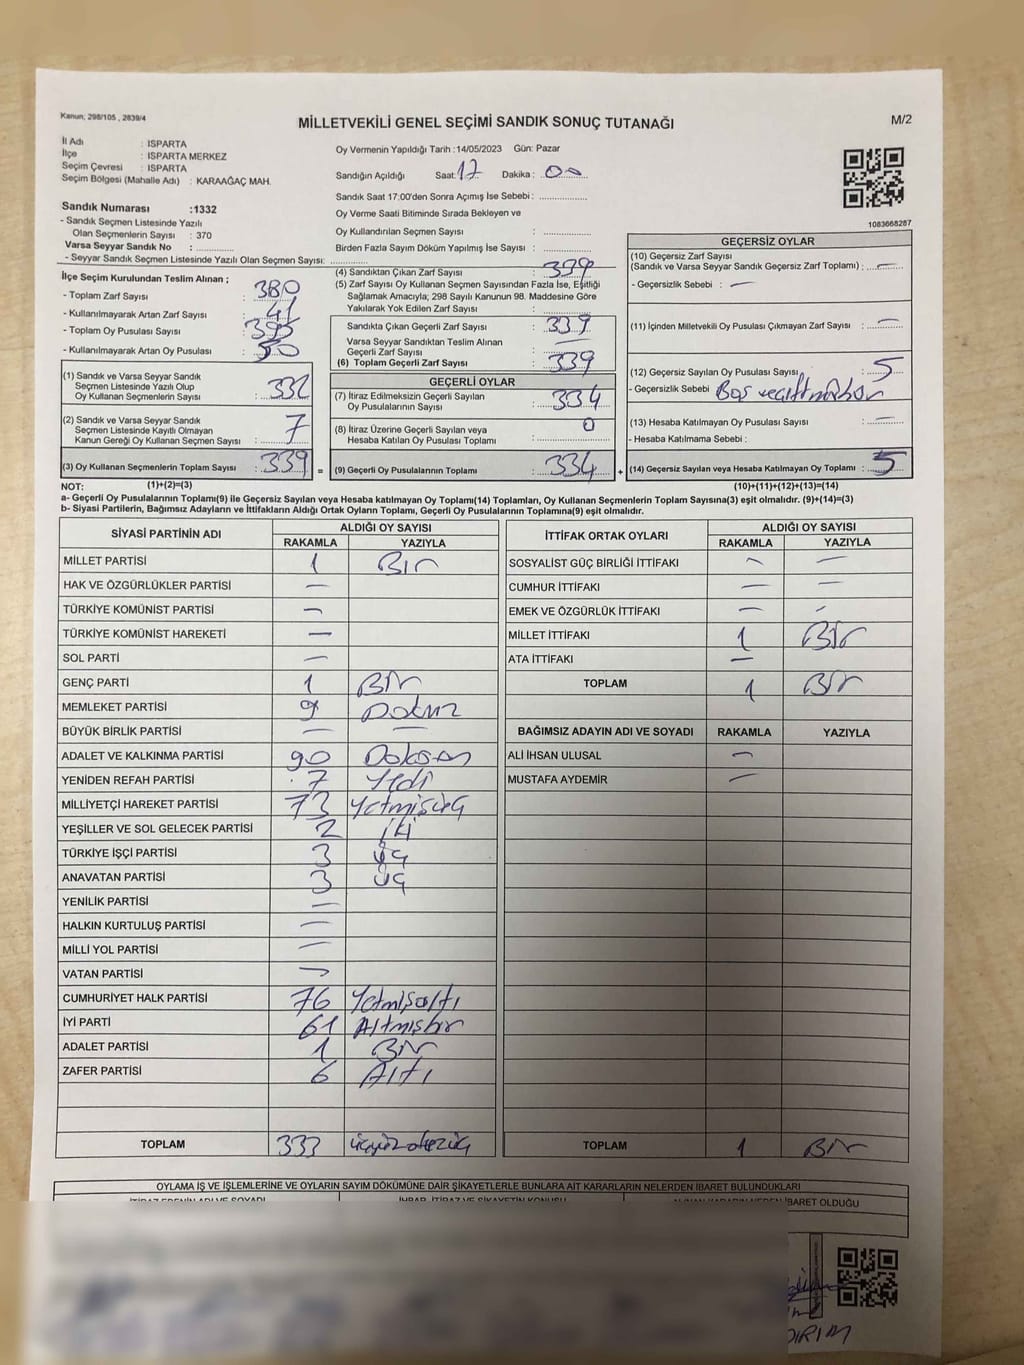 Kanun; 298/105 , 2839/4
MİLLETVEKİLİ GENEL SEÇİMİ SANDIK SONUÇ TUTANAĞI
M/2
İl Adı : ISPARTA
İlçe : ISPARTA MERKEZ
Seçim Çevresi : ISPARTA
Seçim Bölgesi (Mahalle Adı) : KARAAĞAÇ MAH.
Sandık Numarası :1332
- Sandık Seçmen Listesinde Yazılı
Olan Seçmenlerin Sayısı : 370
Varsa Seyyar Sandık No :
- Seyyar Sandık Seçmen Listesinde Yazılı Olan Seçmen Sayısı:
Oy Vermenin Yapıldığı Tarih :14/05/2023 Gün: Pazar
Sandığın Açıldığı Saat: 17 Dakika : 00
Sandık Saat 17:00'den Sonra Açımış İse Sebebi :
Oy Verme Saati Bitiminde Sırada Bekleyen ve
Oy Kullandırılan Seçmen Sayısı :
Birden Fazla Sayım Döküm Yapılmış İse Sayısı :
1083668287
İlçe Seçim Kurulundan Teslim Alınan ;
- Toplam Zarf Sayısı : 380
- Kullanılmayarak Artan Zarf Sayısı : 41
- Toplam Oy Pusulası Sayısı : 395
- Kullanılmayarak Artan Oy Pusulası : 50
(1) Sandık ve Varsa Seyyar Sandık
Seçmen Listesinde Yazılı Olup
Oy Kullanan Seçmenlerin Sayısı : 332
(2) Sandık ve Varsa Seyyar Sandık
Seçmen Listesinde Kayıtlı Olmayan
Kanun Gereği Oy Kullanan Seçmen Sayısı : 7
(3) Oy Kullanan Seçmenlerin Toplam Sayısı : 339 =
(4) Sandıktan Çıkan Zarf Sayısı : 339
(5) Zarf Sayısı Oy Kullanan Seçmen Sayısından Fazla İse, Eşitliği
Sağlamak Amacıyla; 298 Sayılı Kanunun 98. Maddesine Göre
Yakılarak Yok Edilen Zarf Sayısı :
Sandıkta Çıkan Geçerli Zarf Sayısı : 339
Varsa Seyyar Sandıktan Teslim Alınan
Geçerli Zarf Sayısı : —
(6) Toplam Geçerli Zarf Sayısı : 339
GEÇERLİ OYLAR
(7) İtiraz Edilmeksizin Geçerli Sayılan
Oy Pusulalarının Sayısı : 334
(8) İtiraz Üzerine Geçerli Sayılan veya
Hesaba Katılan Oy Pusulası Toplamı : 0
(9) Geçerli Oy Pusulalarının Toplamı : 334 +
GEÇERSİZ OYLAR
(10) Geçersiz Zarf Sayısı
(Sandık ve Varsa Seyyar Sandık Geçersiz Zarf Toplamı) : —
- Geçersizlik Sebebi : —
(11) İçinden Milletvekili Oy Pusulası Çıkmayan Zarf Sayısı : —
(12) Geçersiz Sayılan Oy Pusulası Sayısı : 5
- Geçersizlik Sebebi : Boş
(13) Hesaba Katılmayan Oy Pusulası Sayısı :
- Hesaba Katılmama Sebebi :
(14) Geçersiz Sayılan veya Hesaba Katılmayan Oy Toplamı : 5
NOT: (1)+(2)=(3) (10)+(11)+(12)+(13)=(14)
a- Geçerli Oy Pusulalarının Toplamı(9) ile Geçersiz Sayılan veya Hesaba katılmayan Oy Toplamı(14) Toplamları, Oy Kullanan Seçmenlerin Toplam Sayısına(3) eşit olmalıdır. (9)+(14)=(3)
b- Siyasi Partilerin, Bağımsız Adayların ve İttifakların Aldığı Ortak Oyların Toplamı, Geçerli Oy Pusulalarının Toplamına(9) eşit olmalıdır.
SİYASİ PARTİNİN ADI ALDIĞI OY SAYISI
RAKAMLA YAZIYLA
MİLLET PARTİSİ 1 Bir
HAK VE ÖZGÜRLÜKLER PARTİSİ —
TÜRKİYE KOMÜNİST PARTİSİ —
TÜRKİYE KOMÜNİST HAREKETİ —
SOL PARTİ —
GENÇ PARTİ 1 Bir
MEMLEKET PARTİSİ 9 Dokuz
BÜYÜK BİRLİK PARTİSİ — —
ADALET VE KALKINMA PARTİSİ 90 Doksan
YENİDEN REFAH PARTİSİ 7 Yedi
MİLLİYETÇİ HAREKET PARTİSİ 73 Yetmişüç
YEŞİLLER VE SOL GELECEK PARTİSİ 2 İki
TÜRKİYE İŞÇİ PARTİSİ 3 üç
ANAVATAN PARTİSİ 3 üç
YENİLİK PARTİSİ —
HALKIN KURTULUŞ PARTİSİ —
MİLLİ YOL PARTİSİ —
VATAN PARTİSİ —
CUMHURİYET HALK PARTİSİ 76 Yetmişaltı
İYİ PARTİ 61 Altmışbir
ADALET PARTİSİ 1 Bir
ZAFER PARTİSİ 6 Altı
TOPLAM 333 üçyüzotuzüç
İTTİFAK ORTAK OYLARI ALDIĞI OY SAYISI
RAKAMLA YAZIYLA
SOSYALİST GÜÇ BİRLİĞİ İTTİFAKI — —
CUMHUR İTTİFAKI — —
EMEK VE ÖZGÜRLÜK İTTİFAKI — —
MİLLET İTTİFAKI 1 Bir
ATA İTTİFAKI —
TOPLAM 1 Bir
BAĞIMSIZ ADAYIN ADI VE SOYADI RAKAMLA YAZIYLA
ALİ İHSAN ULUSAL —
MUSTAFA AYDEMİR —
TOPLAM 1 Bir
OYLAMA İŞ VE İŞLEMLERİNE VE OYLARIN SAYIM DÖKÜMÜNE DAİR ŞİKAYETLERLE BUNLARA AİT KARARLARIN NELERDEN İBARET BULUNDUKLARI
İTİRAZ EDENİN ADI VE SOYADI İHBAR, İTİRAZ VE ŞİKAYETİN KONUSU İBARET OLDUĞU